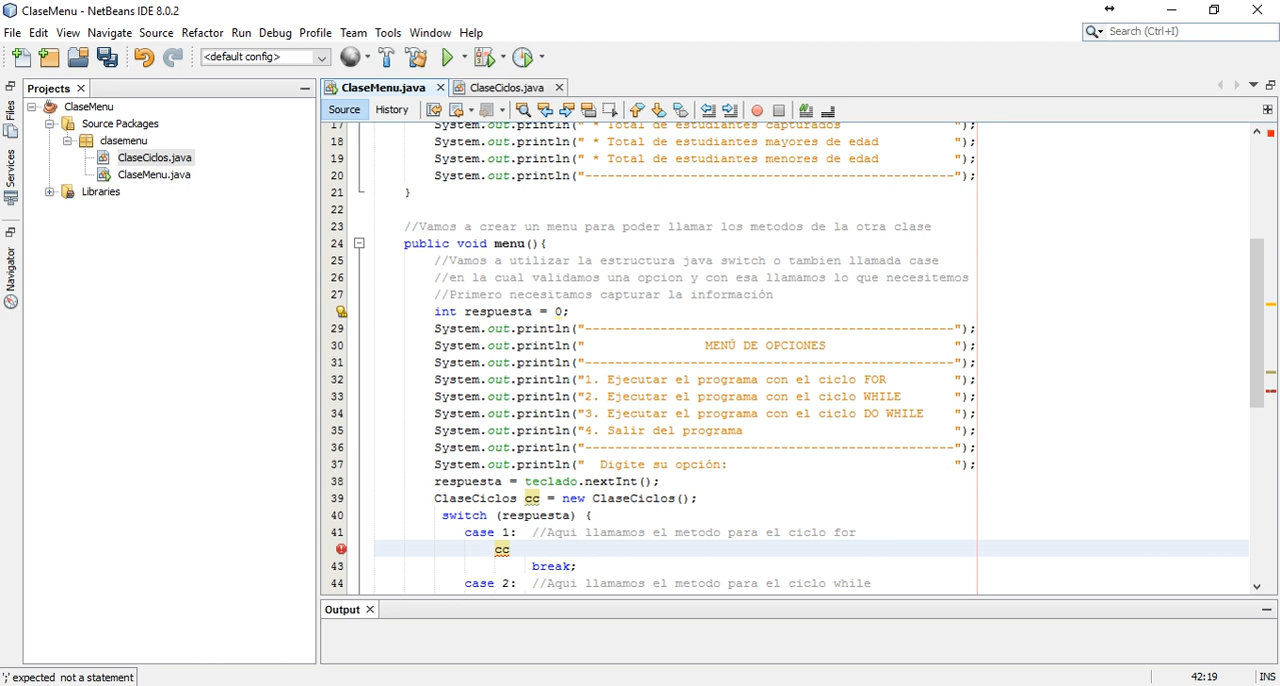 ClaseMenu - NetBeans IDE 8.0.2
File Edit View Navigate Source Refactor Run Debug Profile Team Tools Window Help
Search (Ctrl+I)
<default config>
Projects
ClaseMenu
Source Packages
clasemenu
ClaseCiclos.java
ClaseMenu.java
Libraries
Files
Services
Navigator
ClaseMenu.java ClaseCiclos.java
Source History
17 System.out.println(" * Total de estudiantes capturados ");
18 System.out.println(" * Total de estudiantes mayores de edad ");
19 System.out.println(" * Total de estudiantes menores de edad ");
20 System.out.println("-------------------------------------------------");
21 }
22
23 //Vamos a crear un menu para poder llamar los metodos de la otra clase
24 public void menu(){
25 //Vamos a utilizar la estructura java switch o tambien llamada case
26 //en la cual validamos una opcion y con esa llamamos lo que necesitemos
27 //Primero necesitamos capturar la información
int respuesta = 0;
29 System.out.println("-------------------------------------------------");
30 System.out.println(" MENÚ DE OPCIONES ");
31 System.out.println("-------------------------------------------------");
32 System.out.println("1. Ejecutar el programa con el ciclo FOR ");
33 System.out.println("2. Ejecutar el programa con el ciclo WHILE ");
34 System.out.println("3. Ejecutar el programa con el ciclo DO WHILE ");
35 System.out.println("4. Salir del programa ");
36 System.out.println("-------------------------------------------------");
37 System.out.println(" Digite su opción: ");
38 respuesta = teclado.nextInt();
39 ClaseCiclos cc = new ClaseCiclos();
40 switch (respuesta) {
41 case 1: //Aqui llamamos el metodo para el ciclo for
cc
43 break;
44 case 2: //Aqui llamamos el metodo para el ciclo while
Output
';' expected not a statement
42:19 INS